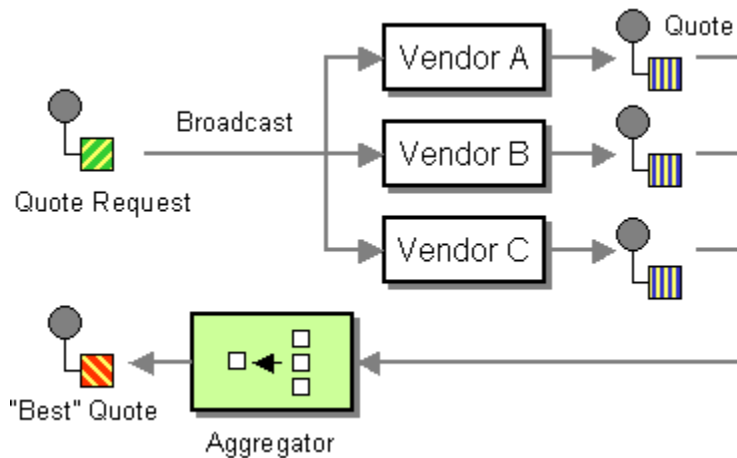 Quote
Vendor A
Broadcast
Vendor B
Quote Request
Vendor C
"Best" Quote
Aggregator